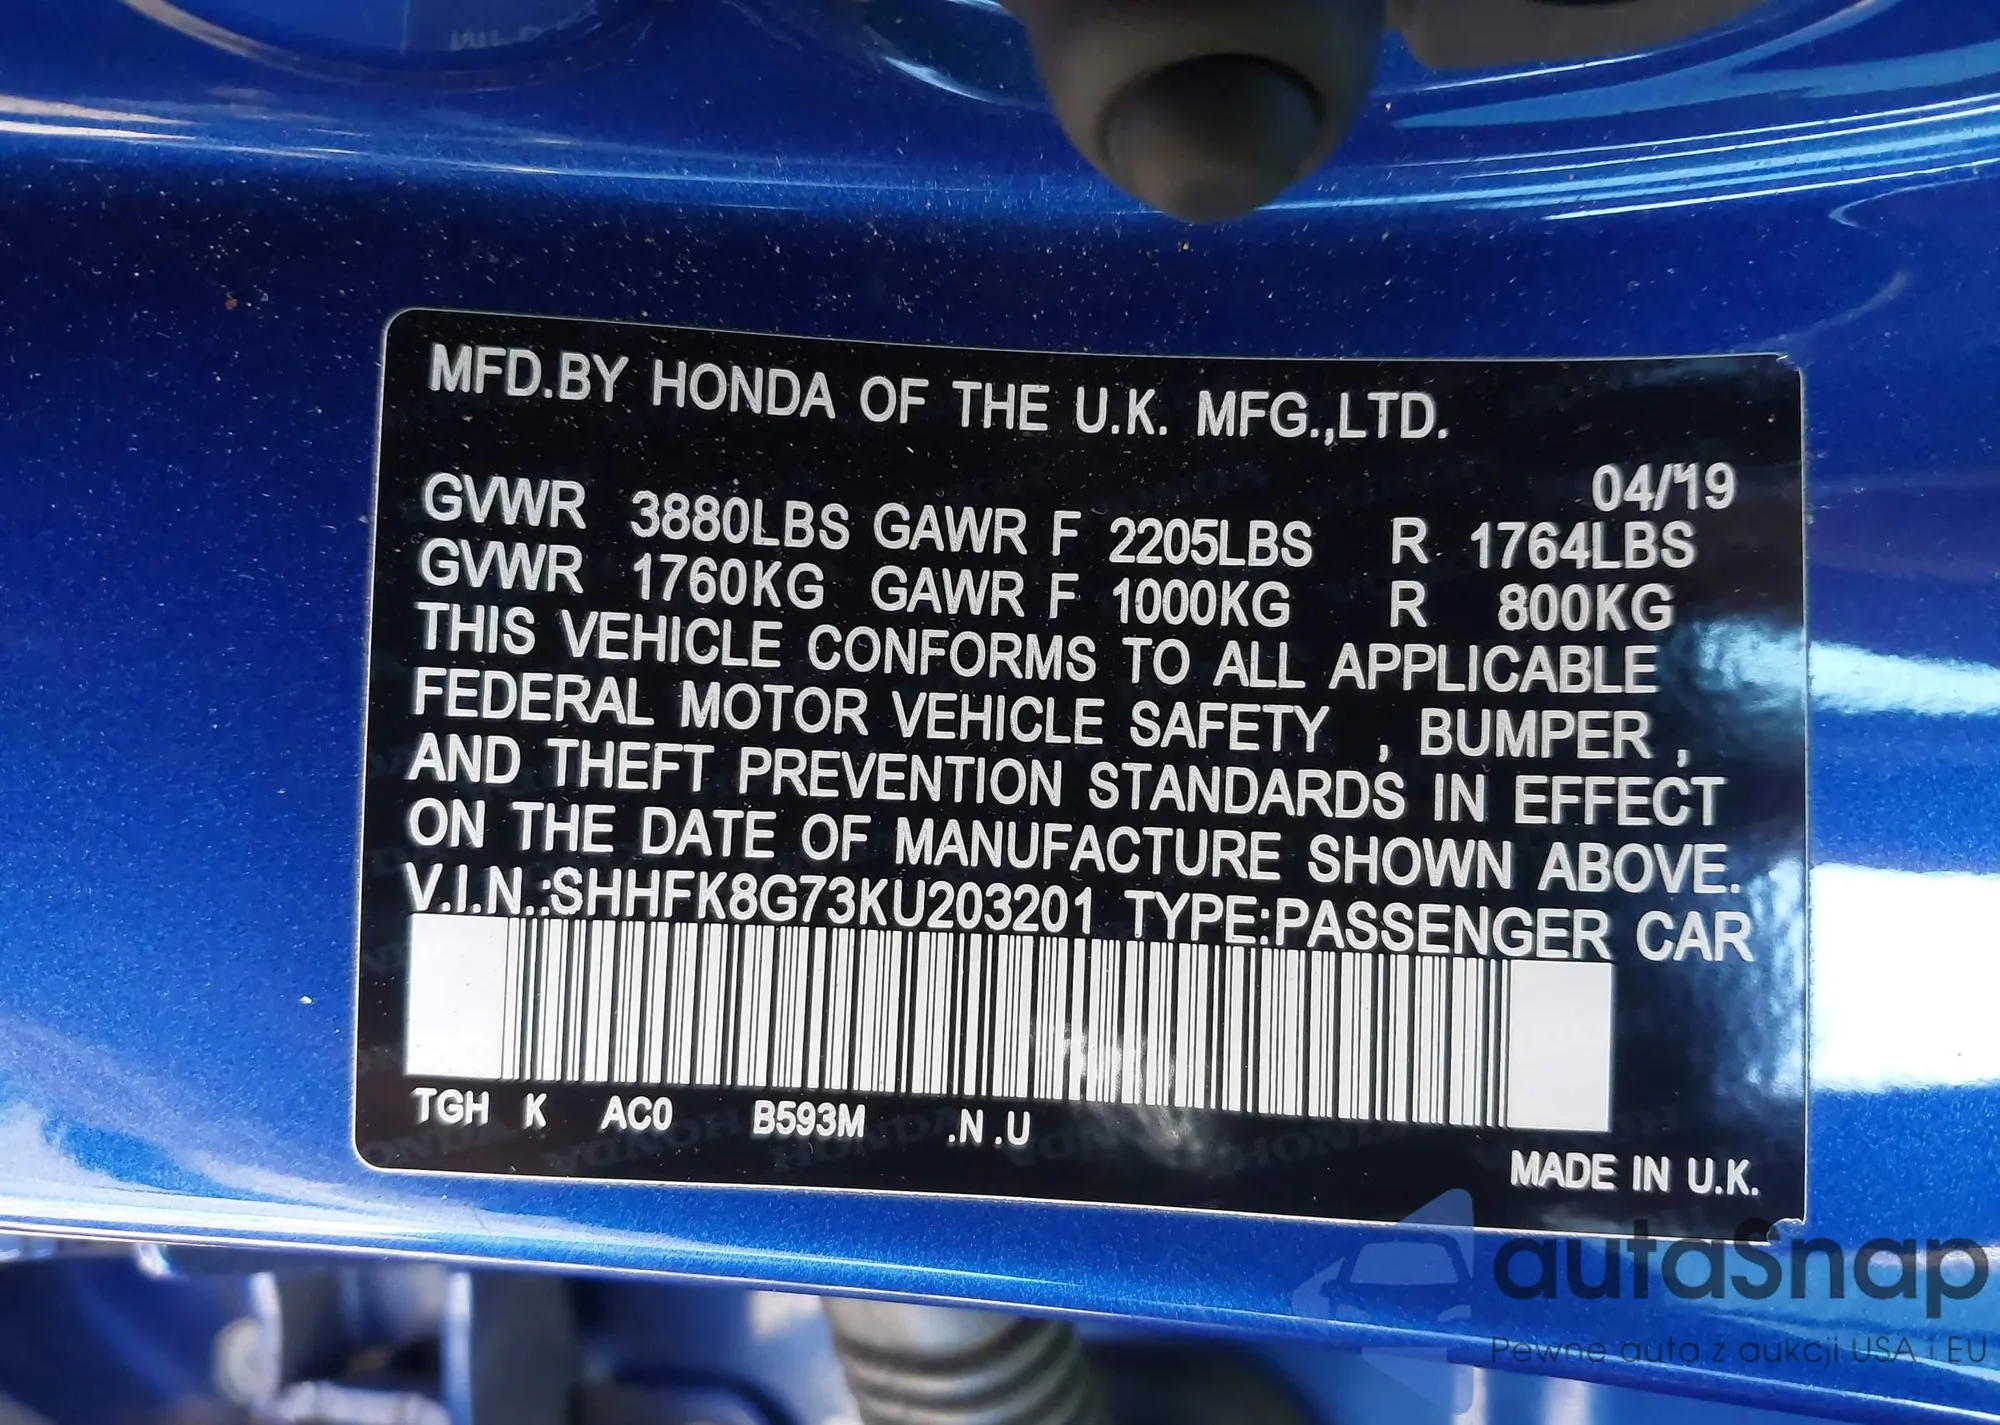 MFD.BY HONDA OF THE U.K. MFG.,LTD.
04/19
GVWR 3880LBS GAWR F 2205LBS R 1764LBS
GVWR 1760KG GAWR F 1000KG R 800KG
THIS VEHICLE CONFORMS TO ALL APPLICABLE
FEDERAL MOTOR VEHICLE SAFETY , BUMPER ,
AND THEFT PREVENTION STANDARDS IN EFFECT
ON THE DATE OF MANUFACTURE SHOWN ABOVE.
V.I.N.:SHHFK8G73KU203201 TYPE:PASSENGER CAR
TGH K AC0 B593M .N .U
MADE IN U.K.
autaSnap
Pewne auta z aukcji USA i EU